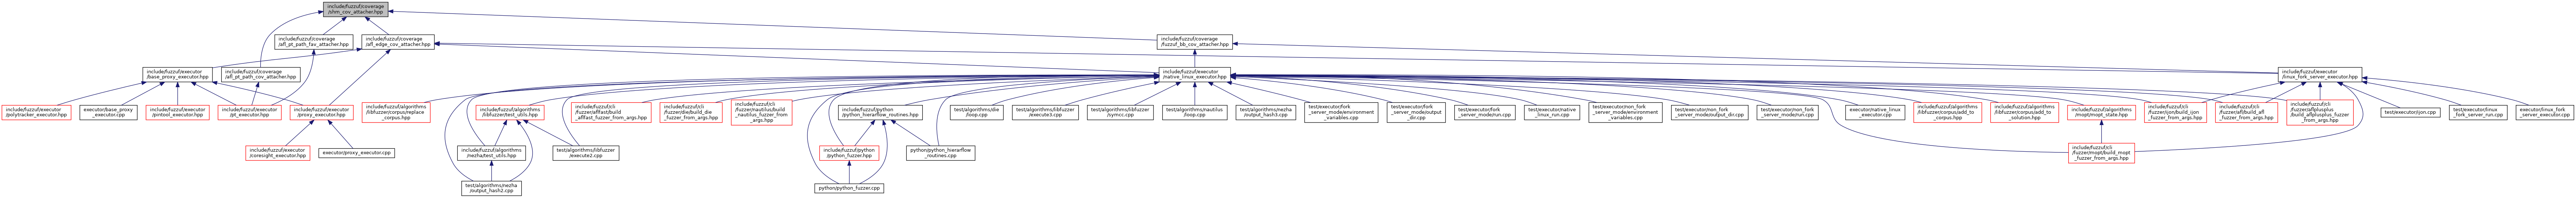 include/fuzzuf/coverage
/shm_cov_attacher.hpp
include/fuzzuf/coverage
/afl_pt_path_fav_attacher.hpp
include/fuzzuf/coverage
/afl_edge_cov_attacher.hpp
include/fuzzuf/coverage
/fuzzuf_bb_cov_attacher.hpp
include/fuzzuf/executor
/base_proxy_executor.hpp
include/fuzzuf/coverage
/afl_pt_path_cov_attacher.hpp
include/fuzzuf/executor
/native_linux_executor.hpp
include/fuzzuf/executor
/linux_fork_server_executor.hpp
include/fuzzuf/executor
/polytracker_executor.hpp
executor/base_proxy
_executor.cpp
include/fuzzuf/executor
/pintool_executor.hpp
include/fuzzuf/executor
/pt_executor.hpp
include/fuzzuf/executor
/proxy_executor.hpp
include/fuzzuf/algorithms
/libfuzzer/corpus/replace
_corpus.hpp
include/fuzzuf/algorithms
/libfuzzer/test_utils.hpp
include/fuzzuf/cli
/fuzzer/aflfast/build
_aflfast_fuzzer_from_args.hpp
include/fuzzuf/cli
/fuzzer/die/build_die
_fuzzer_from_args.hpp
include/fuzzuf/cli
/fuzzer/nautilus/build
_nautilus_fuzzer_from
_args.hpp
include/fuzzuf/python
/python_hierarflow_routines.hpp
test/algorithms/die
/loop.cpp
test/algorithms/libfuzzer
/execute3.cpp
test/algorithms/libfuzzer
/symcc.cpp
test/algorithms/nautilus
/loop.cpp
test/algorithms/nezha
/output_hash3.cpp
test/executor/fork
_server_mode/environment
_variables.cpp
test/executor/fork
_server_mode/output
_dir.cpp
test/executor/fork
_server_mode/run.cpp
test/executor/native
_linux_run.cpp
test/executor/non_fork
_server_mode/environment
_variables.cpp
test/executor/non_fork
_server_mode/output_dir.cpp
test/executor/non_fork
_server_mode/run.cpp
executor/native_linux
_executor.cpp
include/fuzzuf/algorithms
/libfuzzer/corpus/add_to
_corpus.hpp
include/fuzzuf/algorithms
/libfuzzer/corpus/add_to
_solution.hpp
include/fuzzuf/algorithms
/mopt/mopt_state.hpp
include/fuzzuf/cli
/fuzzer/ijon/build_ijon
_fuzzer_from_args.hpp
include/fuzzuf/cli
/fuzzer/afl/build_afl
_fuzzer_from_args.hpp
include/fuzzuf/cli
/fuzzer/aflplusplus
/build_aflplusplus_fuzzer
_from_args.hpp
test/executor/ijon.cpp
test/executor/linux
_fork_server_run.cpp
executor/linux_fork
_server_executor.cpp
include/fuzzuf/executor
/coresight_executor.hpp
executor/proxy_executor.cpp
include/fuzzuf/algorithms
/nezha/test_utils.hpp
test/algorithms/libfuzzer
/execute2.cpp
include/fuzzuf/python
/python_fuzzer.hpp
python/python_hierarflow
_routines.cpp
include/fuzzuf/cli
/fuzzer/mopt/build_mopt
_fuzzer_from_args.hpp
test/algorithms/nezha
/output_hash2.cpp
python/python_fuzzer.cpp